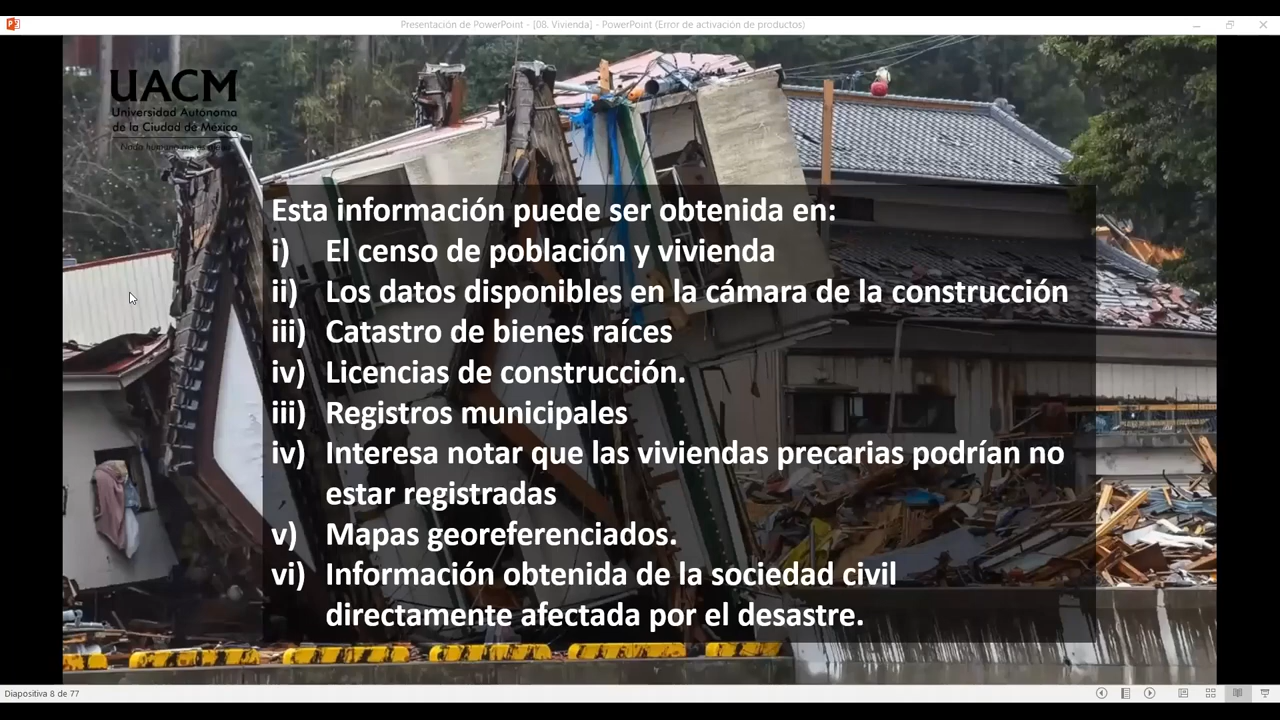 Presentación de PowerPoint - [08. Vivienda] - PowerPoint (Error de activación de productos)
UACM
Universidad Autónoma
de la Ciudad de México
Esta información puede ser obtenida en:
i) El censo de población y vivienda
ii) Los datos disponibles en la cámara de la construcción
iii) Catastro de bienes raíces
iv) Licencias de construcción.
iii) Registros municipales
iv) Interesa notar que las viviendas precarias podrían no
estar registradas
v) Mapas georeferenciados.
vi) Información obtenida de la sociedad civil
directamente afectada por el desastre.
Diapositiva 8 de 77